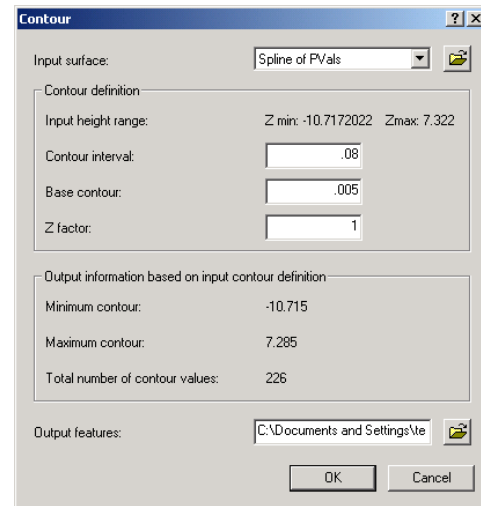 Contour
Input surface: Spline of PVals
Contour definition
Input height range: Z min: -10.7172022 Zmax: 7.322
Contour interval: .08
Base contour: .005
Z factor: 1
Output information based on input contour definition
Minimum contour: -10.715
Maximum contour: 7.285
Total number of contour values: 226
Output features: C:\Documents and Settings\te
OK Cancel